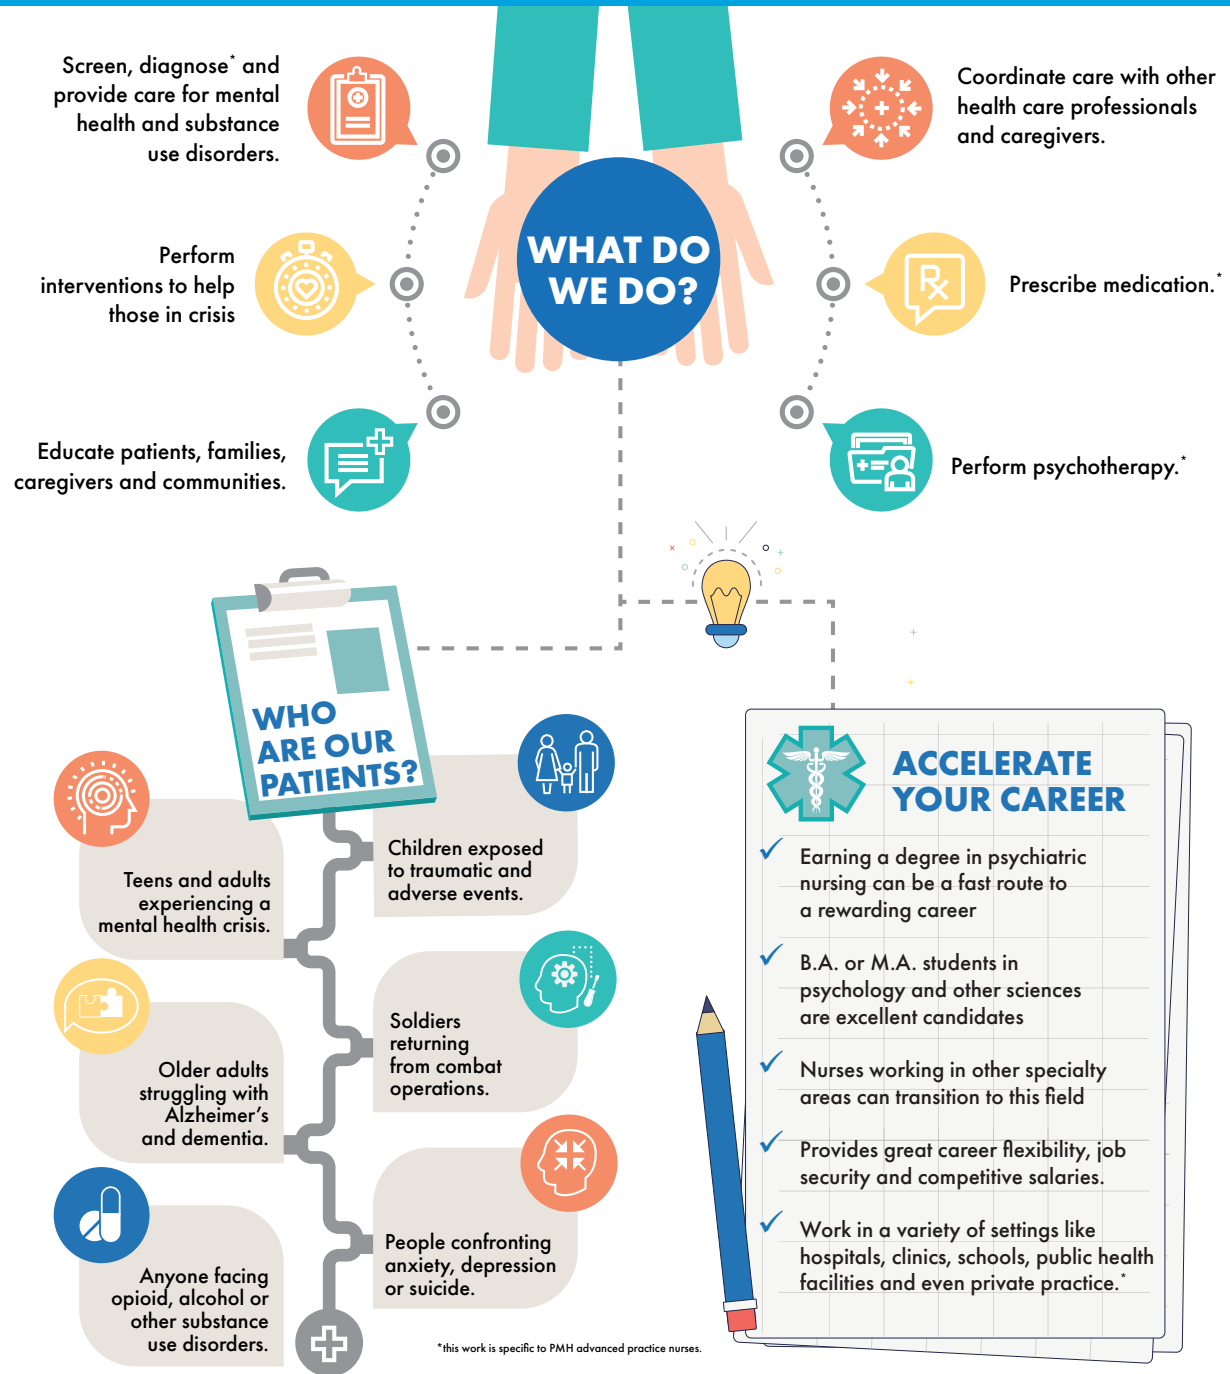 Screen, diagnose* and
provide care for mental
health and substance
use disorders.
Perform
interventions to help
those in crisis
Educate patients, families,
caregivers and communities.
WHAT DO
WE DO?
Coordinate care with other
health care professionals
and caregivers.
Rx
Prescribe medication.*
Perform psychotherapy.*
WHO
ARE OUR
PATIENTS?
Children exposed
to traumatic and
adverse events.
Teens and adults
experiencing a
mental health crisis.
Soldiers
returning
from combat
operations.
Older adults
struggling with
Alzheimer's
and dementia.
People confronting
anxiety, depression
or suicide.
Anyone facing
opioid, alcohol or
other substance
use disorders.
*this work is specific to PMH advanced practice nurses.
ACCELERATE
YOUR CAREER
Earning a degree in psychiatric
nursing can be a fast route to
a rewarding career
B.A. or M.A. students in
psychology and other sciences
are excellent candidates
Nurses working in other specialty
areas can transition to this field
Provides great career flexibility, job
security and competitive salaries.
Work in a variety of settings like
hospitals, clinics, schools, public health
facilities and even private practice.*